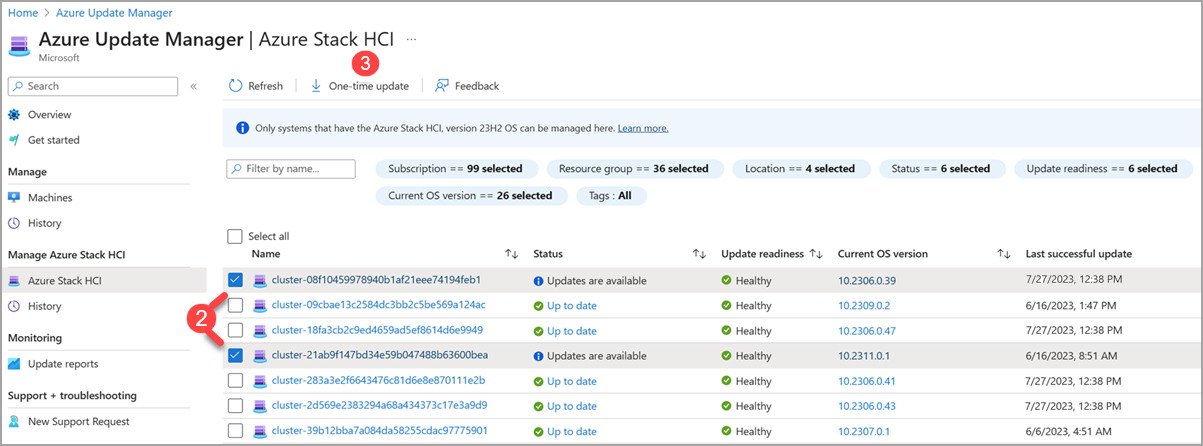 Home > Azure Update Manager
Azure Update Manager | Azure Stack HCI ...
Microsoft
3
Search «
Refresh One-time update Feedback
Overview
Get started
Manage
Machines
History
Manage Azure Stack HCI
Azure Stack HCI
History
Monitoring
Update reports
Support + troubleshooting
New Support Request
Only systems that have the Azure Stack HCI, version 23H2 OS can be managed here. Learn more.
Filter by name... Subscription == 99 selected Resource group == 36 selected Location == 4 selected Status == 6 selected Update readiness == 6 selected
Current OS version == 26 selected Tags : All
Select all
Name Status Update readiness Current OS version Last successful update
cluster-08f10459978940b1af21eee74194feb1 Updates are available Healthy 10.2306.0.39 7/27/2023, 12:38 PM
cluster-09cbae13c2584dc3bb2c5be569a124ac Up to date Healthy 10.2309.0.2 6/16/2023, 1:47 PM
2
cluster-18fa3cb2c9ed4659ad5ef8614d6e9949 Up to date Healthy 10.2306.0.47 7/27/2023, 12:38 PM
cluster-21ab9f147bd34e59b047488b63600bea Updates are available Healthy 10.2311.0.1 6/16/2023, 8:51 AM
cluster-283a3e2f6643476c81d6e8e870111e2b Up to date Healthy 10.2306.0.41 7/27/2023, 12:38 PM
cluster-2d569e2383294a68a434373c17e3a9d9 Up to date Healthy 10.2306.0.43 7/27/2023, 12:38 PM
cluster-39b12bba7a084da58255cdac97775901 Up to date Healthy 10.2307.0.1 6/6/2023, 4:51 AM